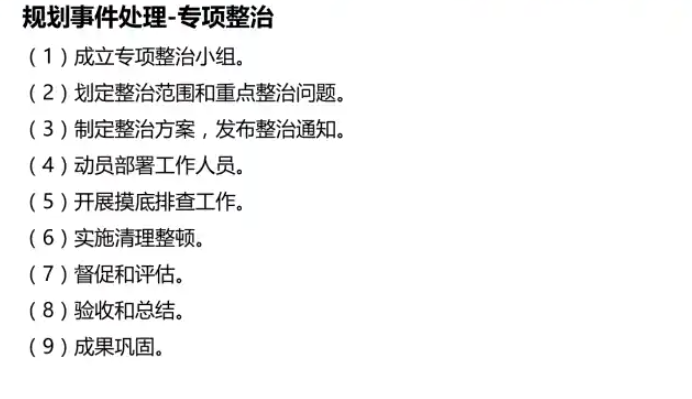 规划事件处理-专项整治
（1）成立专项整治小组。
（2）划定整治范围和重点整治问题。
（3）制定整治方案，发布整治通知。
（4）动员部署工作人员。
（5）开展摸底排查工作。
（6）实施清理整顿。
（7）督促和评估。
（8）验收和总结。
（9）成果巩固。